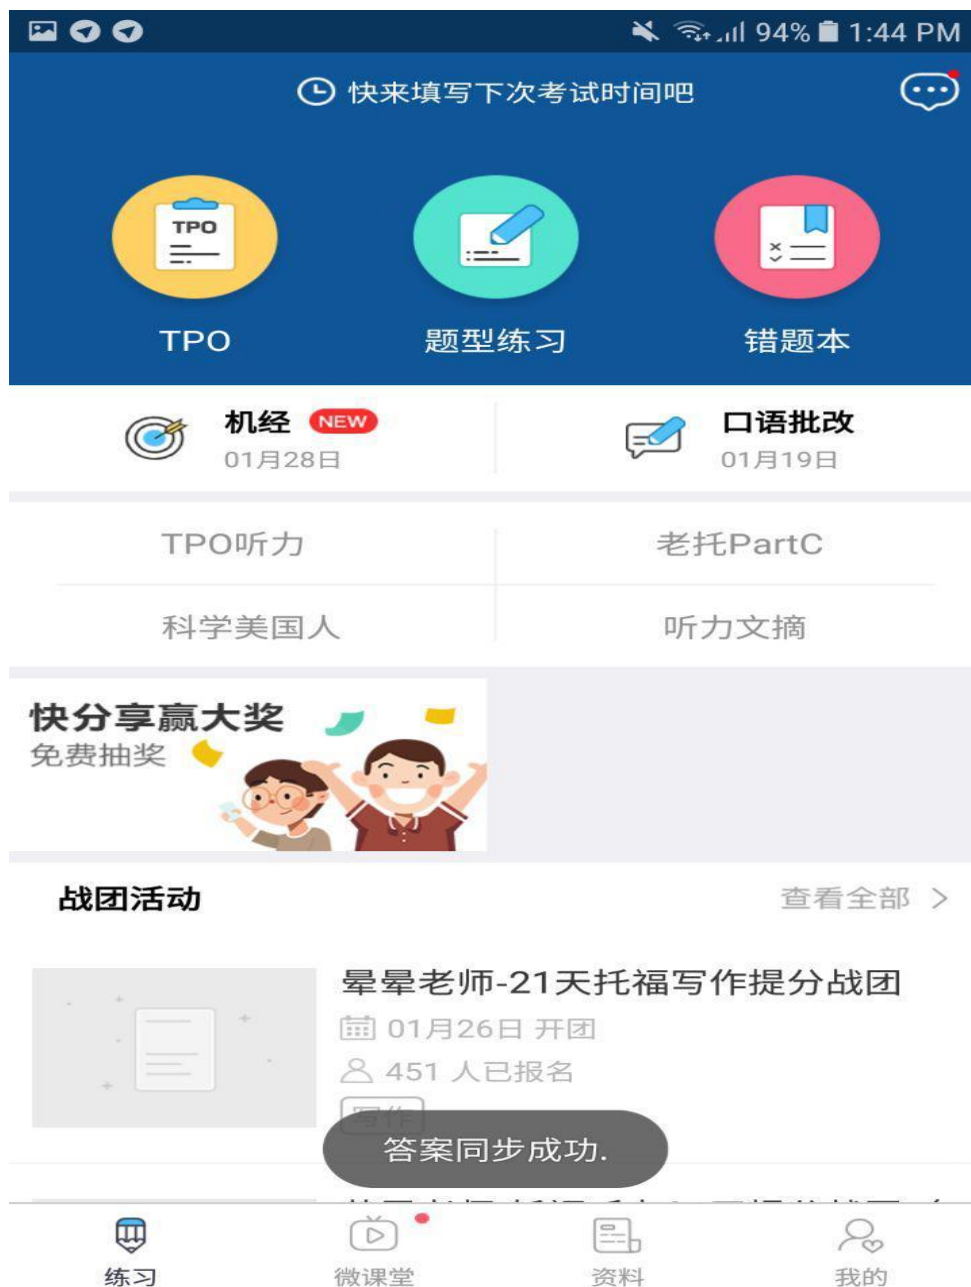 94% 1:44 PM
快来填写下次考试时间吧
TPO
TPO 题型练习 错题本
机经 NEW 口语批改
01月28日 01月19日
TPO听力 老托PartC
科学美国人 听力文摘
快分享赢大奖
免费抽奖
战团活动 查看全部 >
晕晕老师-21天托福写作提分战团
01月26日 开团
451 人已报名
写作
答案同步成功.
练习 微课堂 资料 我的